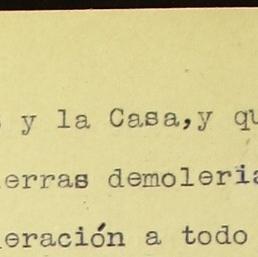 y la Casa,y qu
erras demoleria
eración a todo